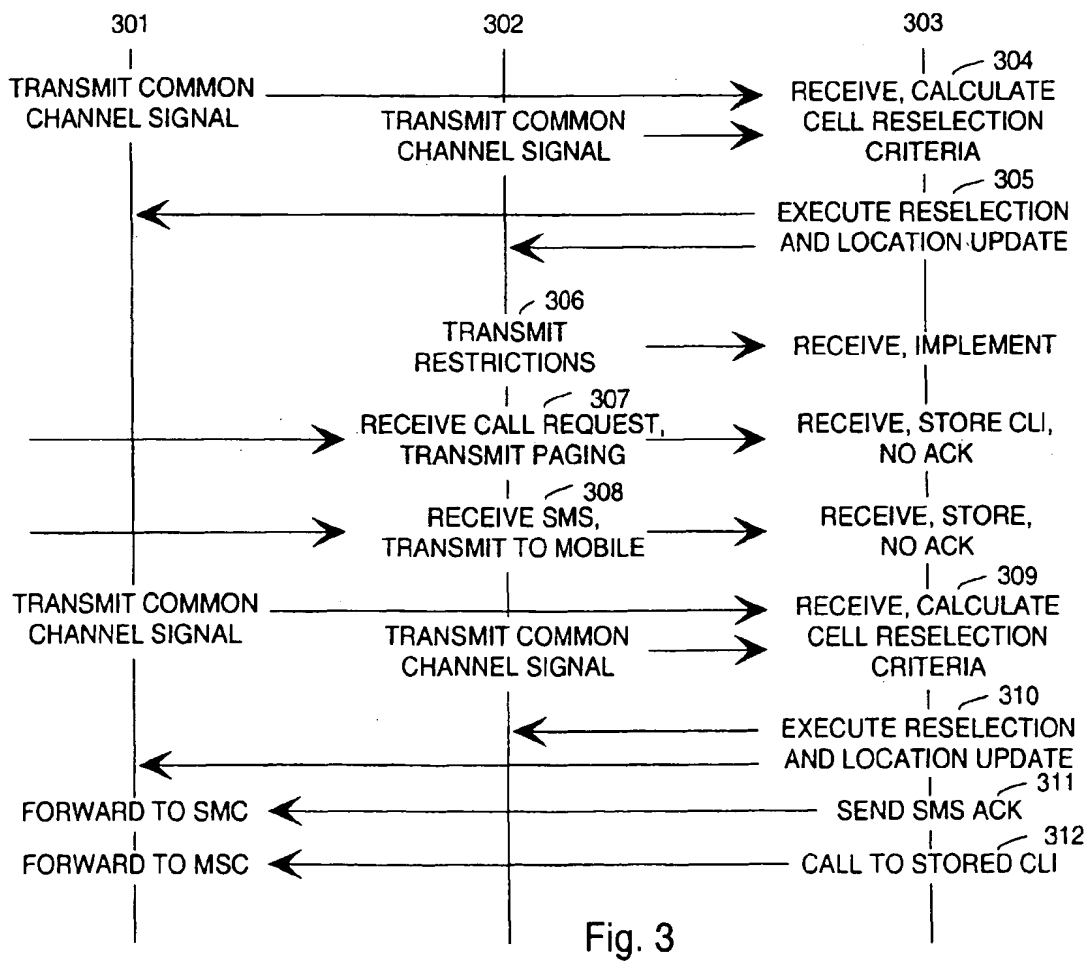 301
302
303
304
TRANSMIT COMMON
CHANNEL SIGNAL
TRANSMIT COMMON
CHANNEL SIGNAL
RECEIVE, CALCULATE
CELL RESELECTION
CRITERIA
305
EXECUTE RESELECTION
AND LOCATION UPDATE
306
TRANSMIT
RESTRICTIONS
RECEIVE, IMPLEMENT
307
RECEIVE CALL REQUEST,
TRANSMIT PAGING
RECEIVE, STORE CLI,
NO ACK
308
RECEIVE SMS,
TRANSMIT TO MOBILE
RECEIVE, STORE,
NO ACK
309
TRANSMIT COMMON
CHANNEL SIGNAL
TRANSMIT COMMON
CHANNEL SIGNAL
RECEIVE, CALCULATE
CELL RESELECTION
CRITERIA
310
EXECUTE RESELECTION
AND LOCATION UPDATE
311
FORWARD TO SMC
SEND SMS ACK
312
FORWARD TO MSC
CALL TO STORED CLI
Fig. 3